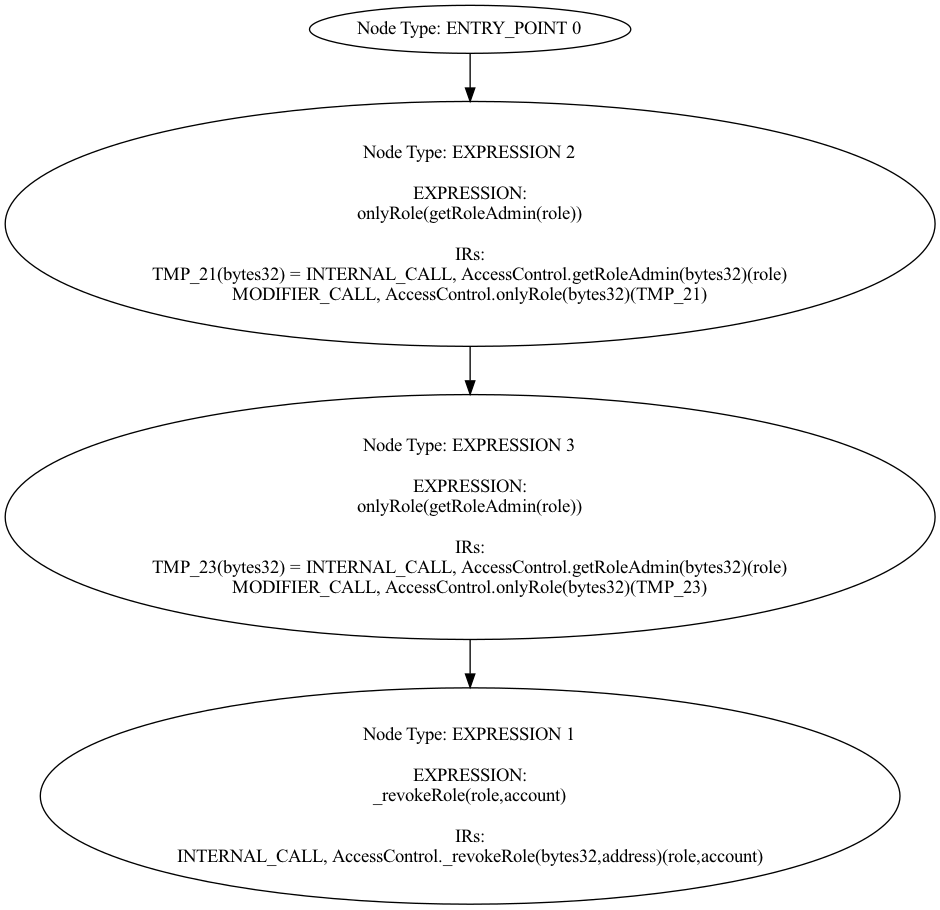 Node Type: ENTRY_POINT 0
Node Type: EXPRESSION 2
EXPRESSION:
onlyRole(getRoleAdmin(role))
IRs:
TMP_21(bytes32) = INTERNAL_CALL, AccessControl.getRoleAdmin(bytes32)(role)
MODIFIER_CALL, AccessControl.onlyRole(bytes32)(TMP_21)
Node Type: EXPRESSION 3
EXPRESSION:
onlyRole(getRoleAdmin(role))
IRs:
TMP_23(bytes32) = INTERNAL_CALL, AccessControl.getRoleAdmin(bytes32)(role)
MODIFIER_CALL, AccessControl.onlyRole(bytes32)(TMP_23)
Node Type: EXPRESSION 1
EXPRESSION:
_revokeRole(role,account)
IRs:
INTERNAL_CALL, AccessControl._revokeRole(bytes32,address)(role,account)